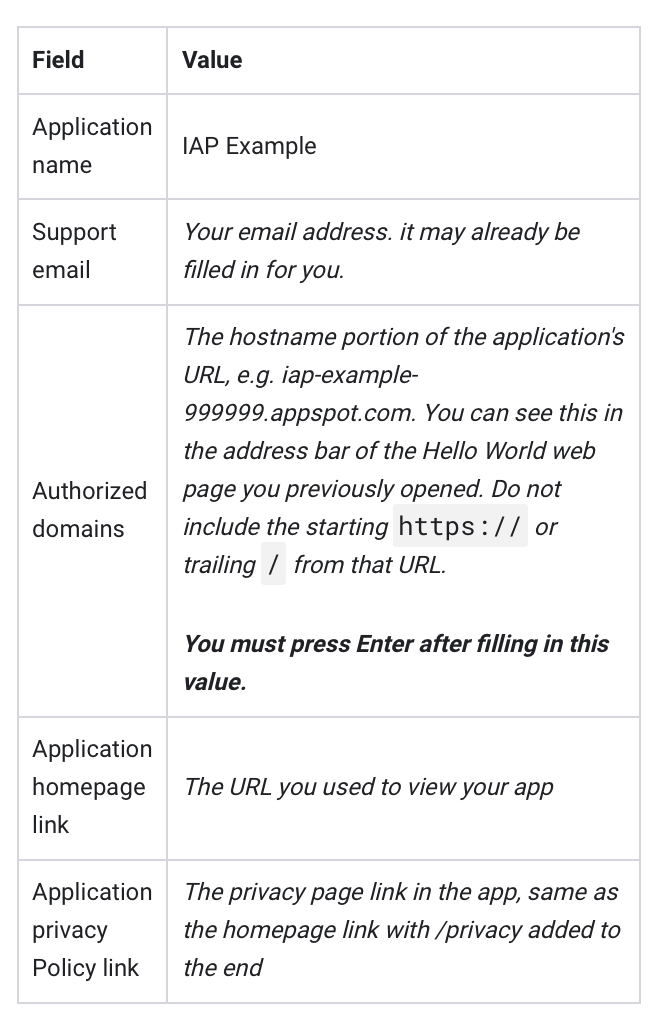 Field
Value
Application
name
IAP Example
Support
email
Your email address. it may already be
filled in for you.
Authorized
domains
The hostname portion of the application's
URL, e.g. iap-example-
999999.appspot.com. You can see this in
the address bar of the Hello World web
page you previously opened. Do not
include the starting https:// or
trailing / from that URL.
You must press Enter after filling in this
value.
Application
homepage
link
The URL you used to view your app
Application
privacy
Policy link
The privacy page link in the app, same as
the homepage link with /privacy added to
the end